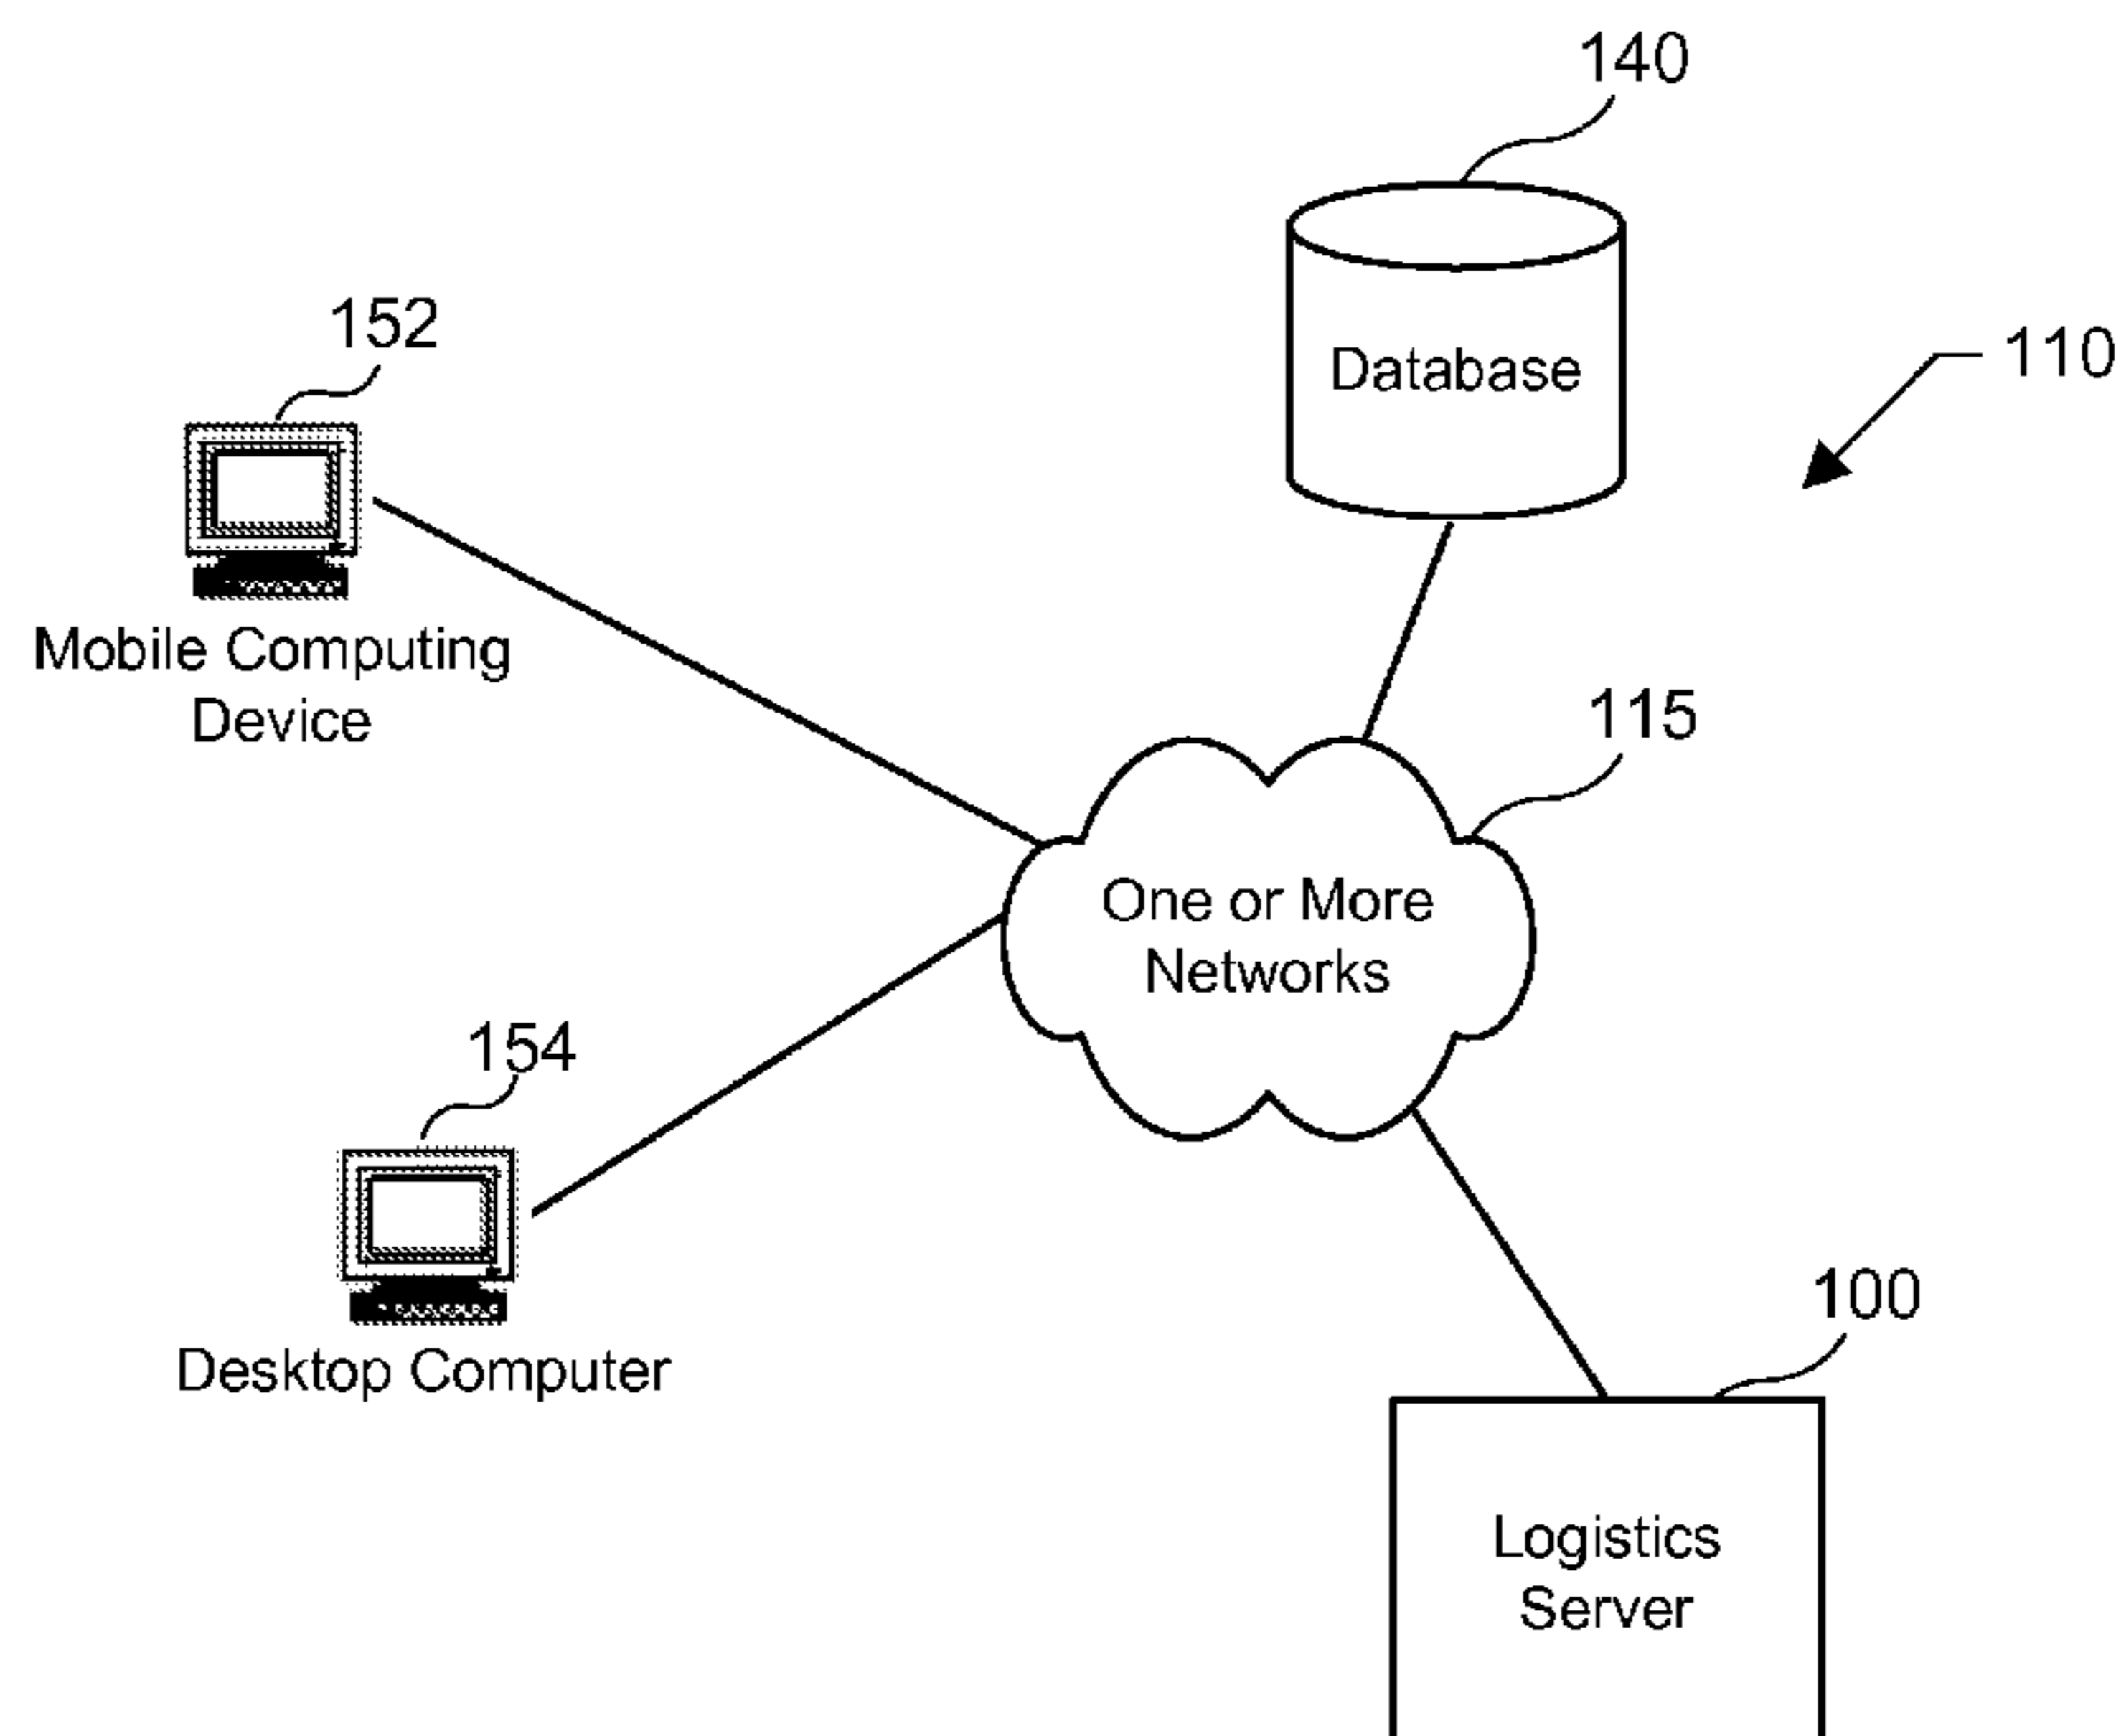 140
152
110
Database
Mobile Computing
Device
115
One or More
Networks
154
100
Desktop Computer
Logistics
Server